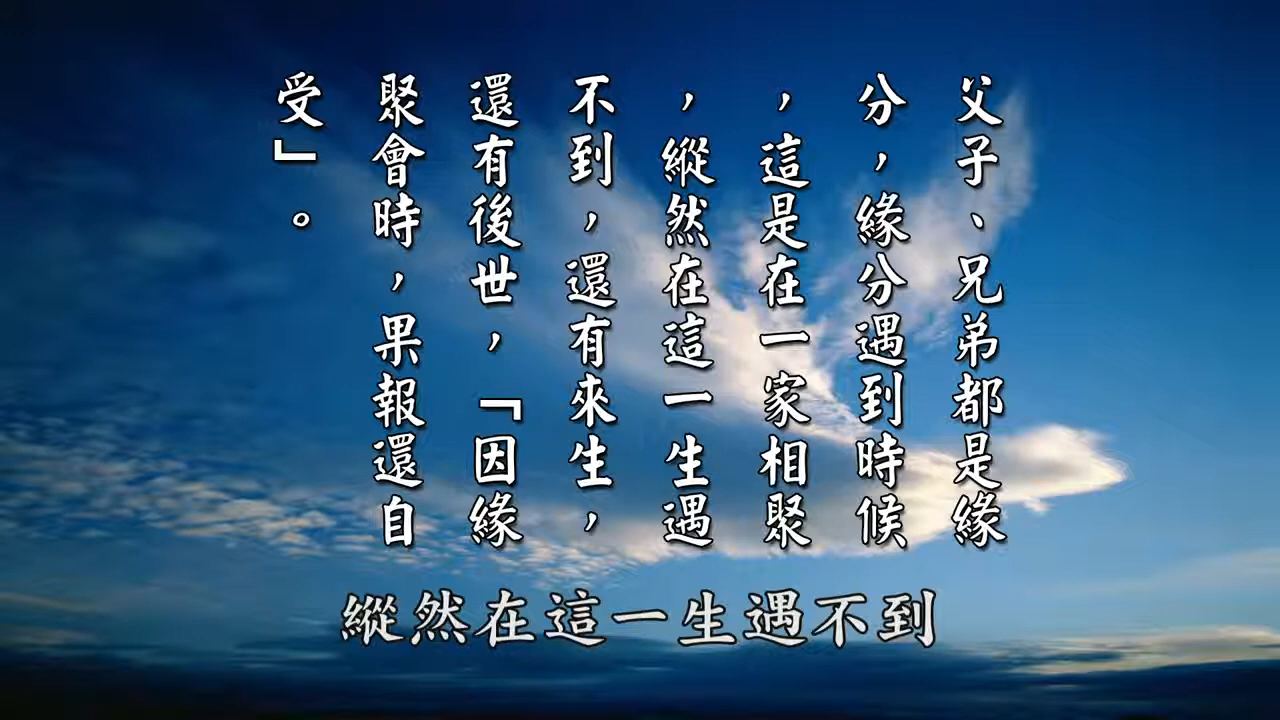 父子、兄弟都是緣
分，緣分遇到時候
，這是在一家相聚
，縱然在這一生遇
不到，還有來生，
還有後世，「因緣
聚會時，果報還自
受」。
縱然在這一生遇不到